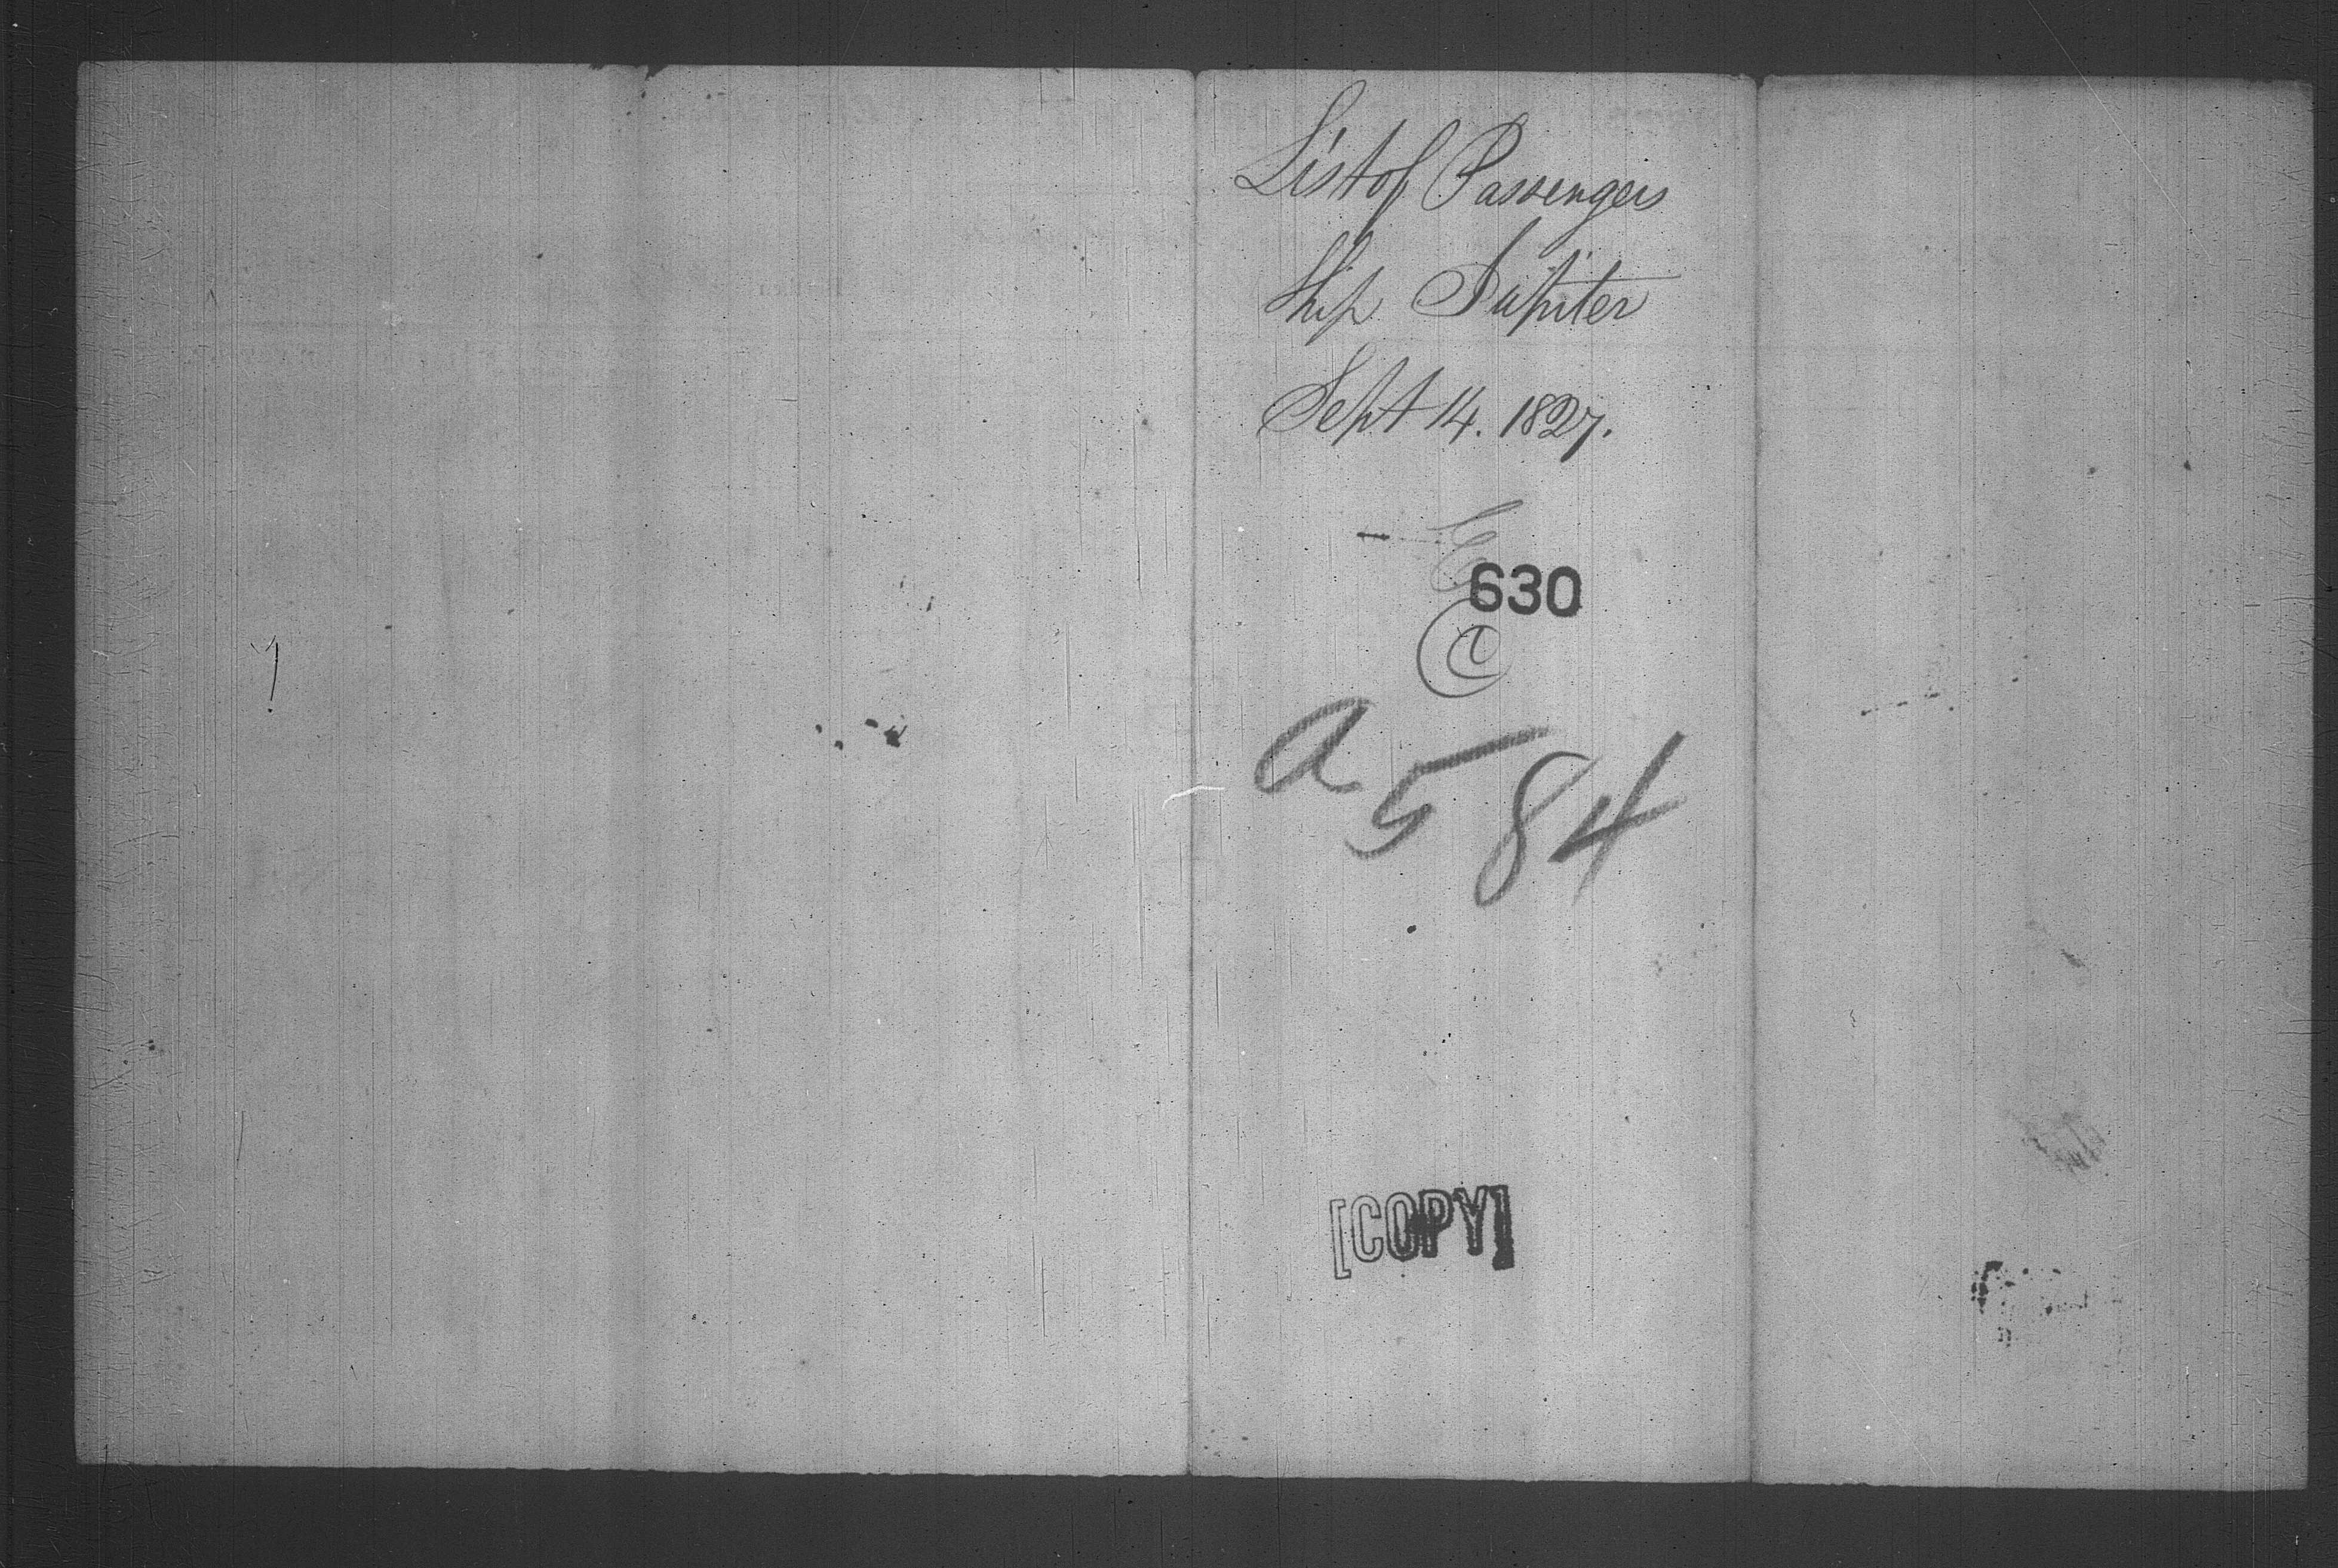 List of Passengers
Ship Jupiter
Sept 14. 1827.
E
630
C
a 584
[COPY]